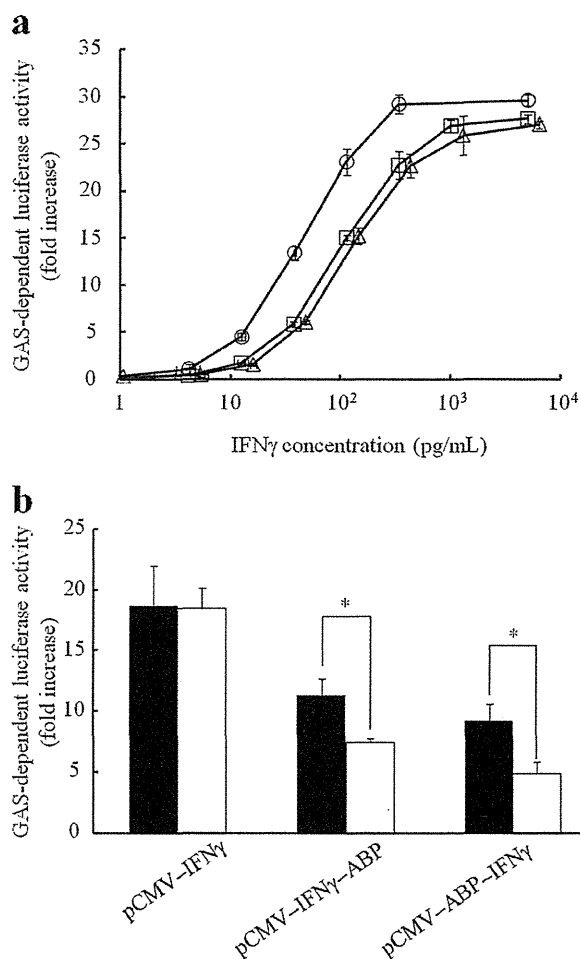 a
GAS-dependent luciferase activity
(fold increase)
35
30
25
20
15
10
5
0
1
10
10²
10³
10⁴
IFNγ concentration (pg/mL)
b
GAS-dependent luciferase activity
(fold increase)
25
20
15
10
5
0
*
*
pCMV–IFNγ
pCMV–IFNγ–ABP
pCMV–ABP–IFNγ